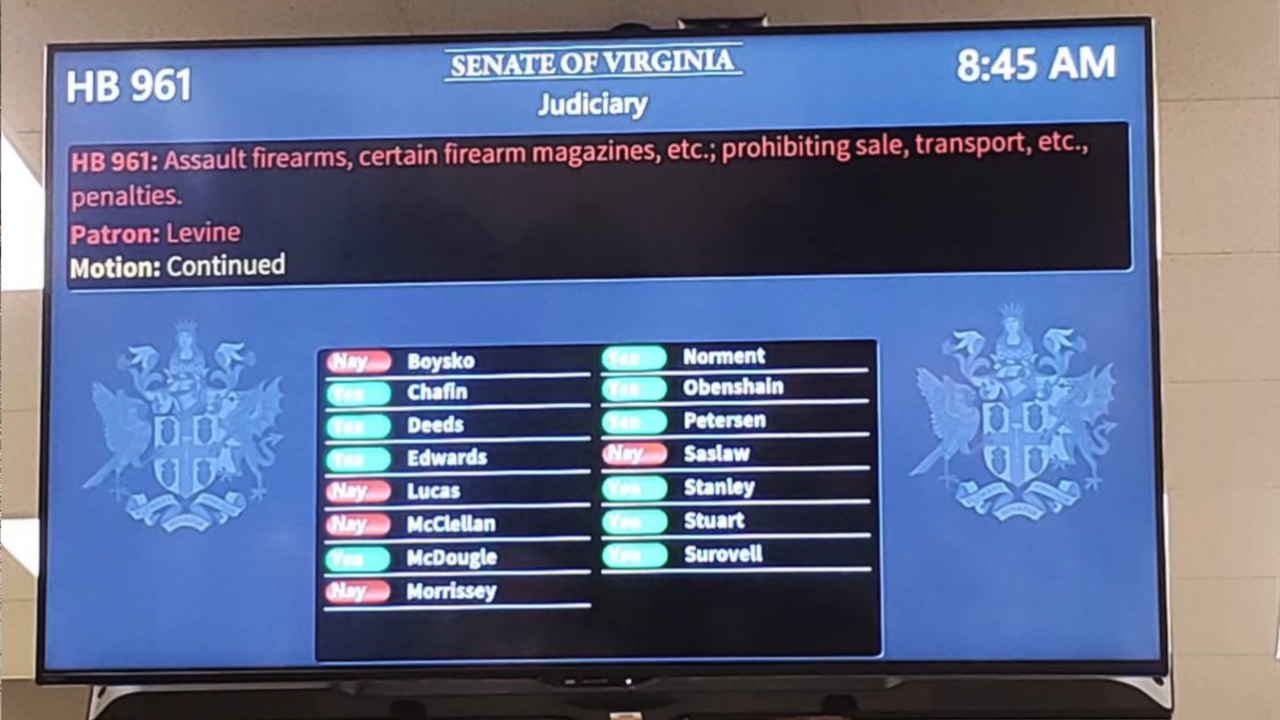 HB 961
SENATE OF VIRGINIA
8:45 AM
Judiciary
HB 961: Assault firearms, certain firearm magazines, etc.; prohibiting sale, transport, etc.,
penalties.
Patron: Levine
Motion: Continued
Nay Boysko
Yea Chafin
Yea Deeds
Yea Edwards
Nay Lucas
Nay McClellan
Yea McDougle
Nay Morrissey
Yea Norment
Yea Obenshain
Yea Petersen
Nay Saslaw
Yea Stanley
Yea Stuart
Yea Surovell